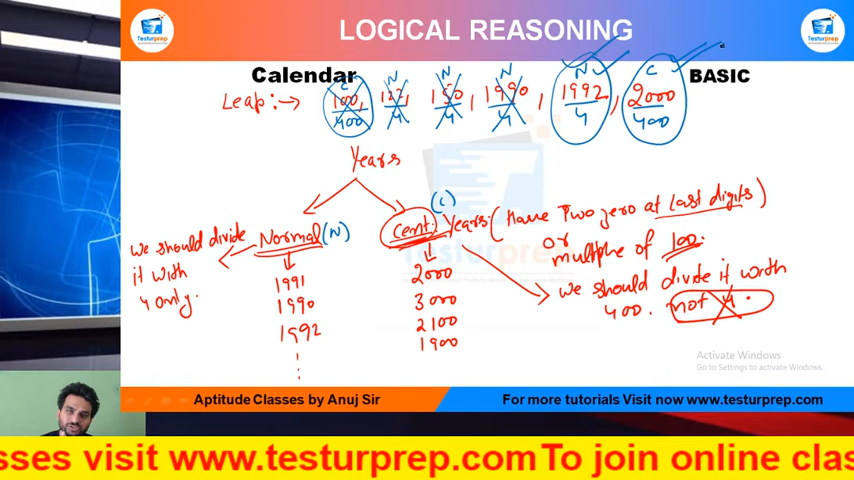 Testurprep
LOGICAL REASONING
Testurprep
Calendar
BASIC
C N N N N C
Leap:→ 100, 122, 150, 1990, 1992, 2000
400 4 4 4 4 400
Years
(C)
we should divide
it with
4 only.
Normal (N)
1991
1990
1992
Cent. Years: (Have Two zero at last digits)
or
multiple of 100.
2000
3000
2100
1900
we should divide it with
400. not 4.
Testurprep
Activate Windows
Go to Settings to activate Windows.
Aptitude Classes by Anuj Sir
For more tutorials Visit now www.testurprep.com
sses visit www.testurprep.com To join online clas